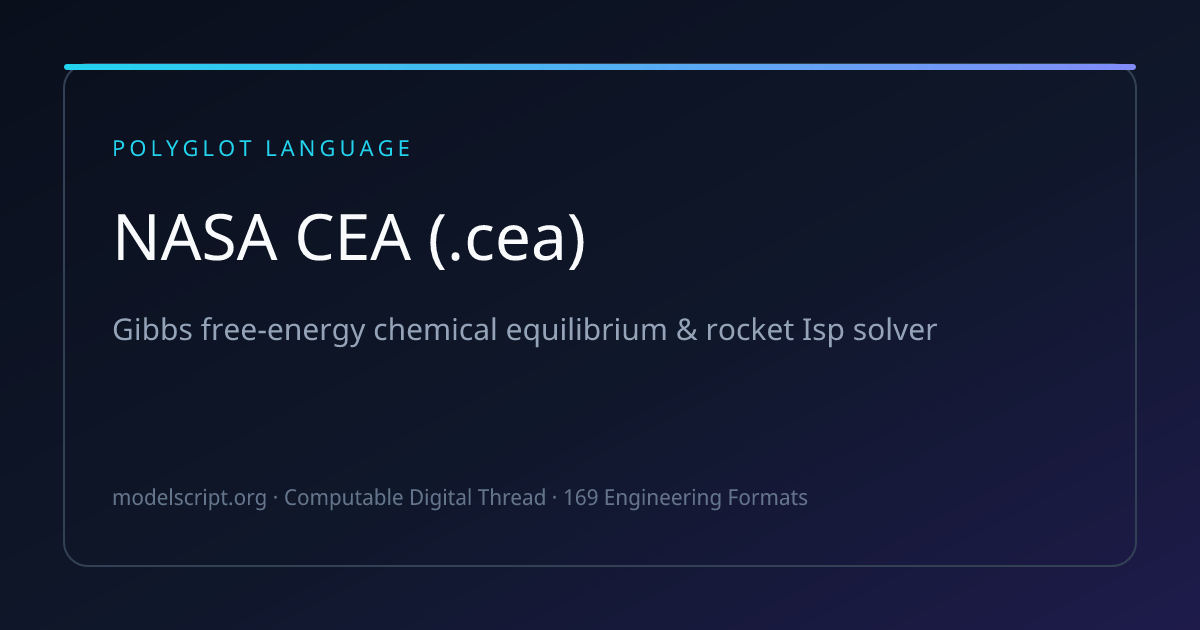 POLYGLOT LANGUAGE
NASA CEA (.cea)
Gibbs free-energy chemical equilibrium & rocket Isp solver
modelscript.org · Computable Digital Thread · 169 Engineering Formats